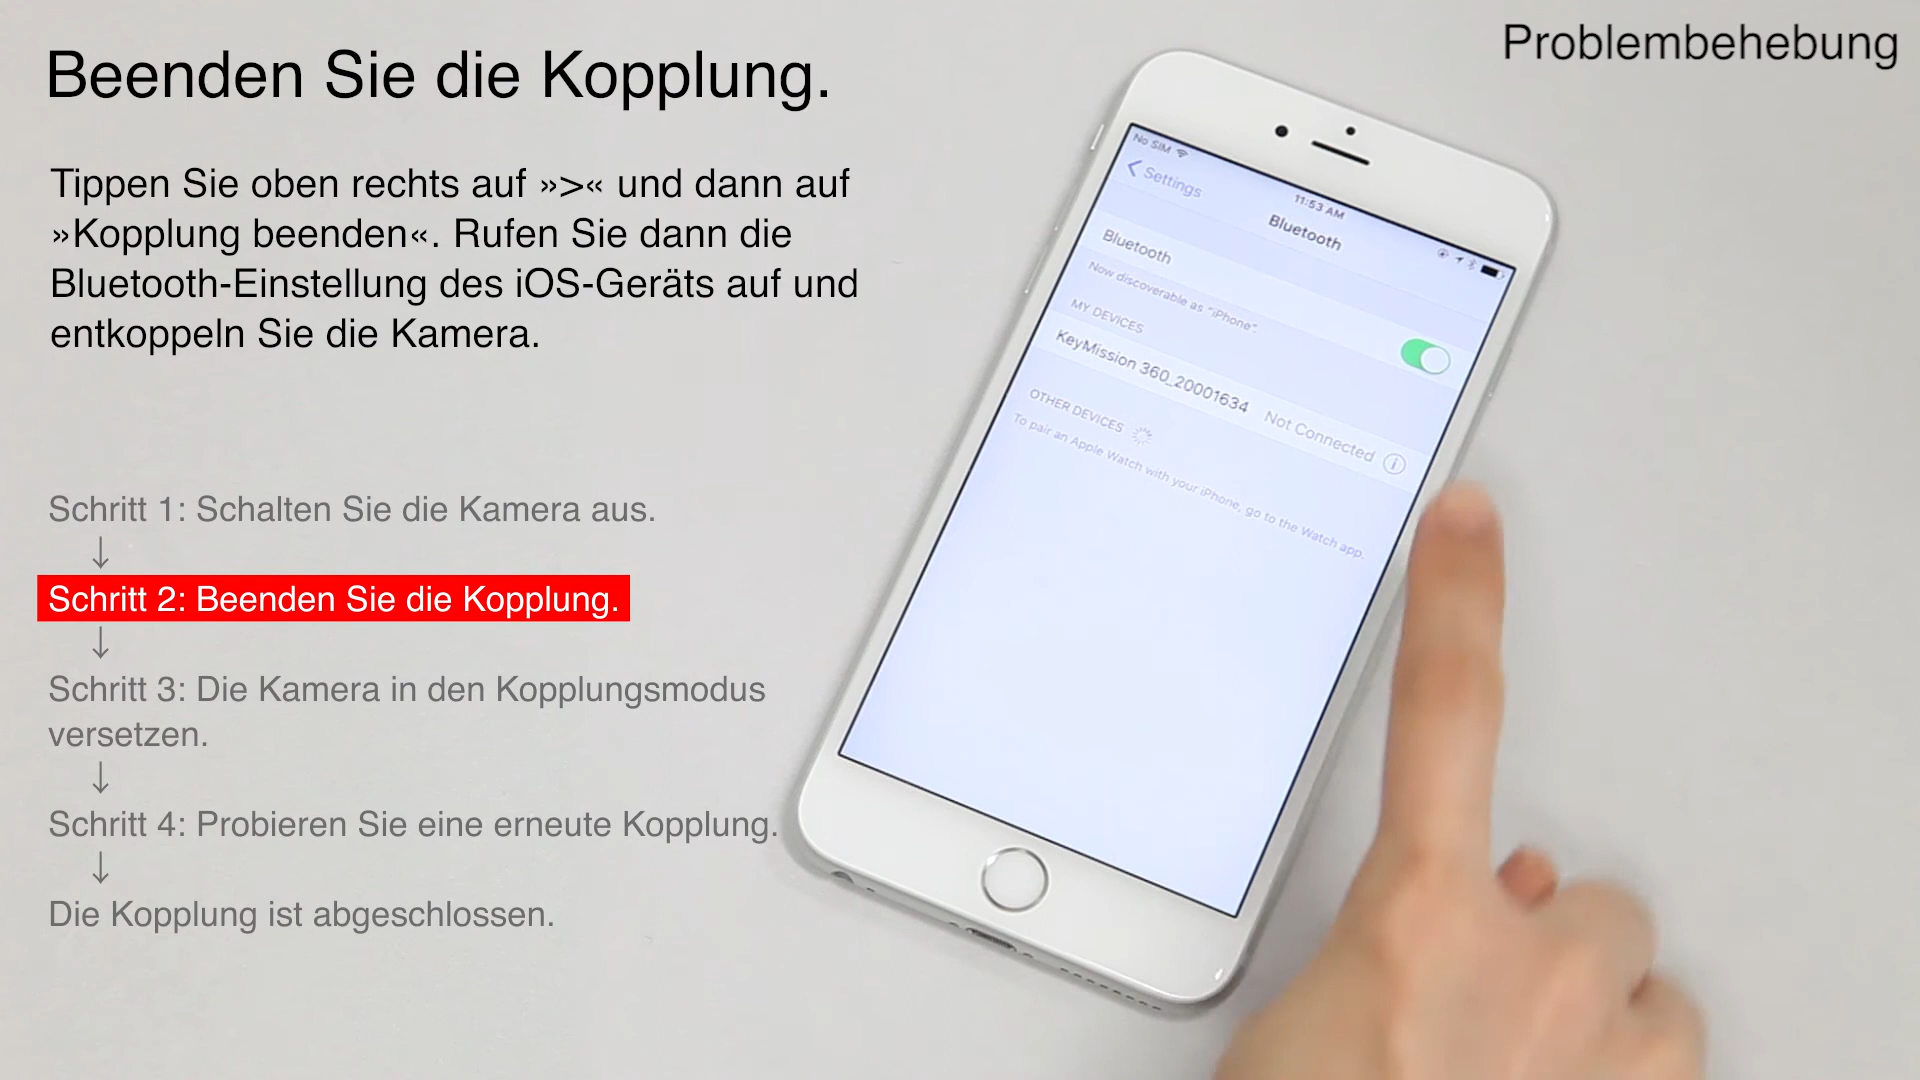 Problembehebung
Beenden Sie die Kopplung.
Tippen Sie oben rechts auf »>« und dann auf
»Kopplung beenden«. Rufen Sie dann die
Bluetooth-Einstellung des iOS-Geräts auf und
entkoppeln Sie die Kamera.
Schritt 1: Schalten Sie die Kamera aus.
↓
Schritt 2: Beenden Sie die Kopplung.
↓
Schritt 3: Die Kamera in den Kopplungsmodus
versetzen.
↓
Schritt 4: Probieren Sie eine erneute Kopplung.
↓
Die Kopplung ist abgeschlossen.
No SIM
11:53 AM
Settings
Bluetooth
Bluetooth
Now discoverable as "iPhone".
MY DEVICES
KeyMission 360_20001634 Not Connected
OTHER DEVICES
To pair an Apple Watch with your iPhone, go to the Watch app.